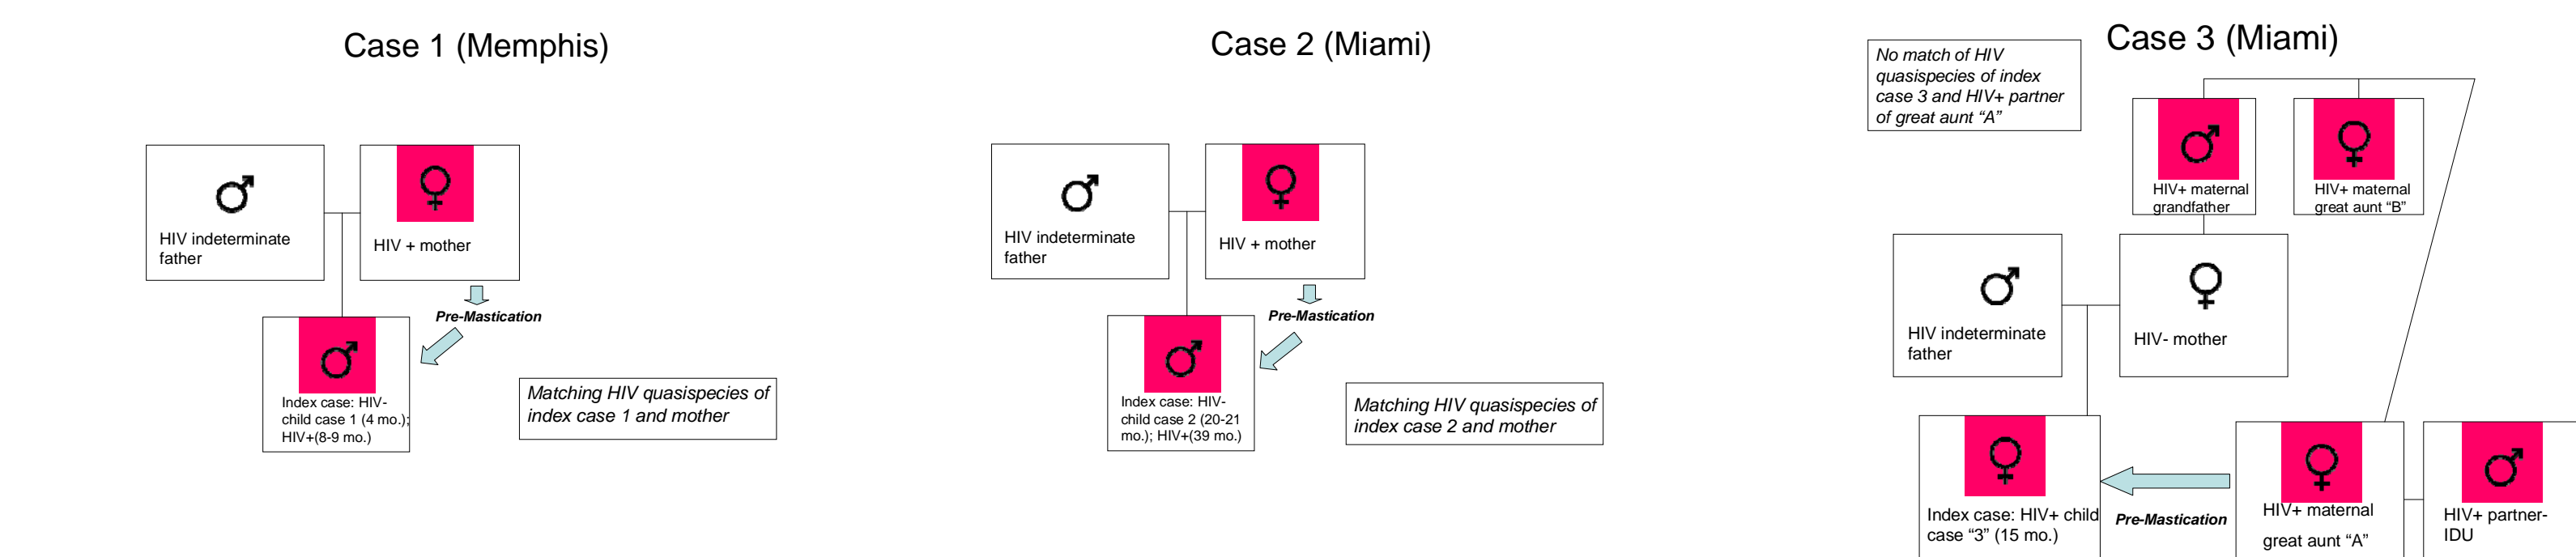 Case 1 (Memphis)
HIV indeterminate
father
HIV + mother
Pre-Mastication
Index case: HIV-
child case 1 (4 mo.);
HIV+(8-9 mo.)
Matching HIV quasispecies of
index case 1 and mother
Case 2 (Miami)
HIV indeterminate
father
HIV + mother
Pre-Mastication
Index case: HIV-
child case 2 (20-21
mo.); HIV+(39 mo.)
Matching HIV quasispecies of
index case 2 and mother
Case 3 (Miami)
No match of HIV
quasispecies of index
case 3 and HIV+ partner
of great aunt “A”
HIV+ maternal
grandfather
HIV+ maternal
great aunt “B”
HIV indeterminate
father
HIV- mother
Index case: HIV+ child
case “3” (15 mo.)
Pre-Mastication
HIV+ maternal
great aunt “A”
HIV+ partner-
IDU